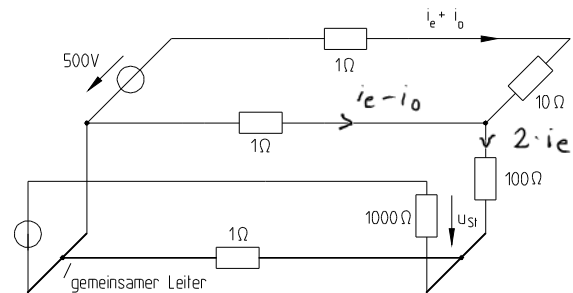 i_e + i_o
500V
1Ω
10Ω
i_e - i_o
1Ω
2 · i_e
100Ω
1000Ω
u_St
1Ω
gemeinsamer Leiter